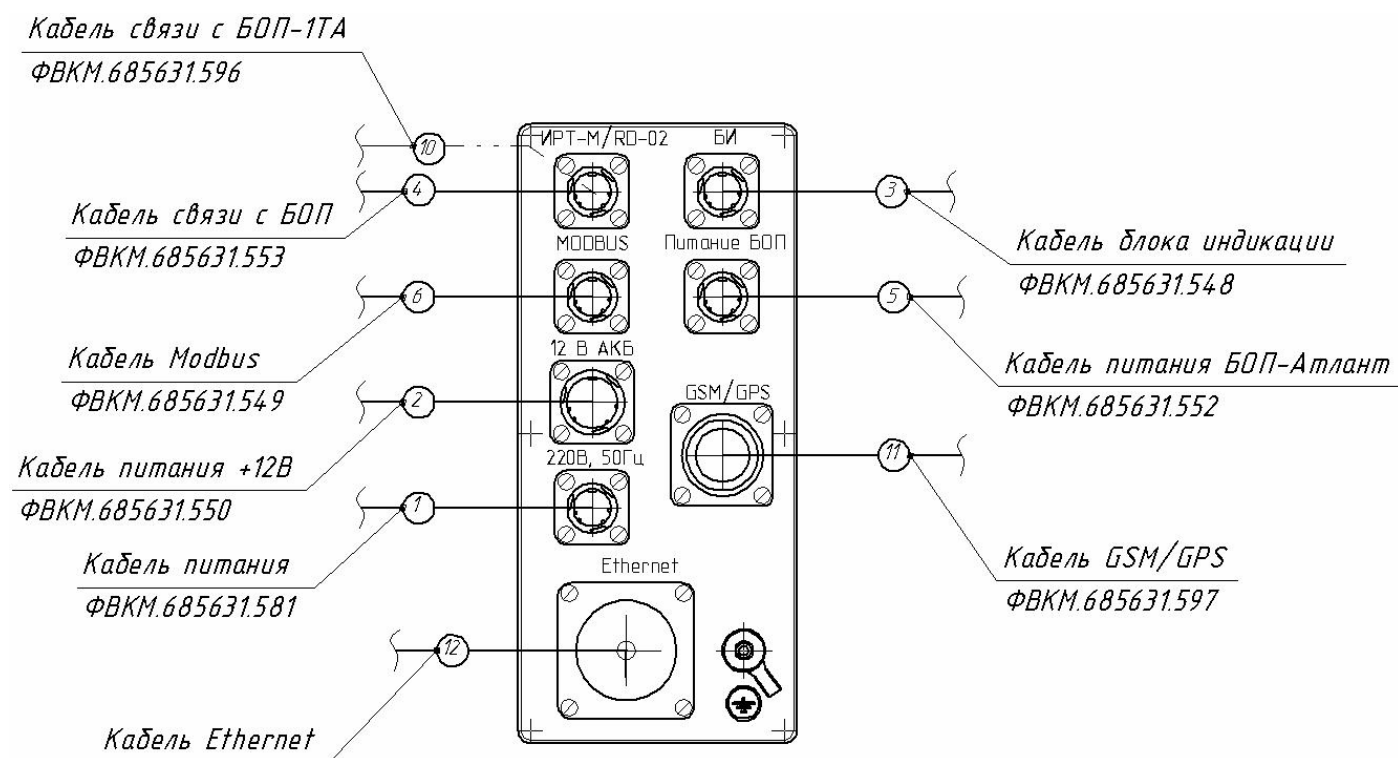 Кабель связи с БОП-1ТА
ФВКМ.685631.596
ИРТ-М/RD-02
БИ
10
4
3
Кабель связи с БОП
ФВКМ.685631.553
MODBUS
Питание БОП
Кабель блока индикации
ФВКМ.685631.548
6
5
Кабель Modbus
ФВКМ.685631.549
12 В АКБ
Кабель питания БОП-Атлант
ФВКМ.685631.552
2
GSM/GPS
11
Кабель питания +12В
ФВКМ.685631.550
220В, 50Гц
1
Кабель питания
ФВКМ.685631.581
Ethernet
Кабель GSM/GPS
ФВКМ.685631.597
12
Кабель Ethernet